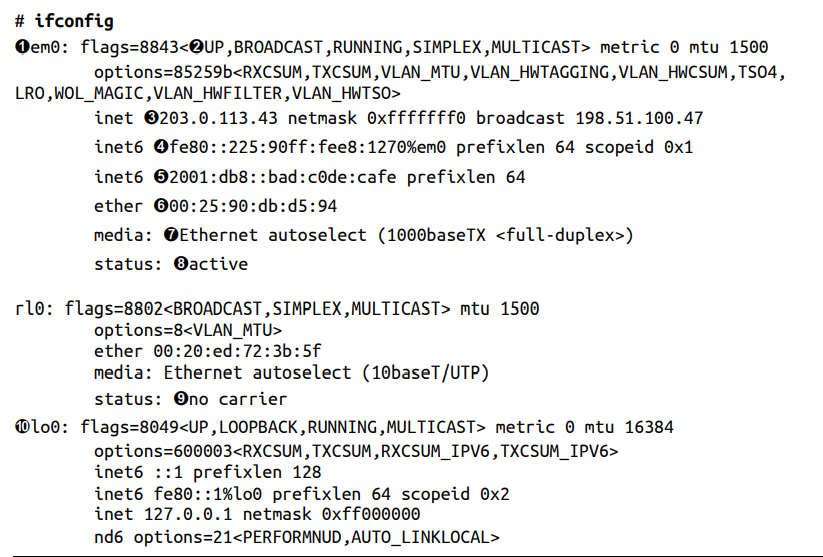 # ifconfig
❶em0: flags=8843<❷UP,BROADCAST,RUNNING,SIMPLEX,MULTICAST> metric 0 mtu 1500
options=85259b<RXCSUM,TXCSUM,VLAN_MTU,VLAN_HWTAGGING,VLAN_HWCSUM,TSO4,
LRO,WOL_MAGIC,VLAN_HWFILTER,VLAN_HWTSO>
inet ❸203.0.113.43 netmask 0xfffffff0 broadcast 198.51.100.47
inet6 ❹fe80::225:90ff:fee8:1270%em0 prefixlen 64 scopeid 0x1
inet6 ❺2001:db8::bad:c0de:cafe prefixlen 64
ether ❻00:25:90:db:d5:94
media: ❼Ethernet autoselect (1000baseTX <full-duplex>)
status: ❽active
rl0: flags=8802<BROADCAST,SIMPLEX,MULTICAST> mtu 1500
options=8<VLAN_MTU>
ether 00:20:ed:72:3b:5f
media: Ethernet autoselect (10baseT/UTP)
status: ❾no carrier
❿lo0: flags=8049<UP,LOOPBACK,RUNNING,MULTICAST> metric 0 mtu 16384
options=600003<RXCSUM,TXCSUM,RXCSUM_IPV6,TXCSUM_IPV6>
inet6 ::1 prefixlen 128
inet6 fe80::1%lo0 prefixlen 64 scopeid 0x2
inet 127.0.0.1 netmask 0xff000000
nd6 options=21<PERFORMNUD,AUTO_LINKLOCAL>